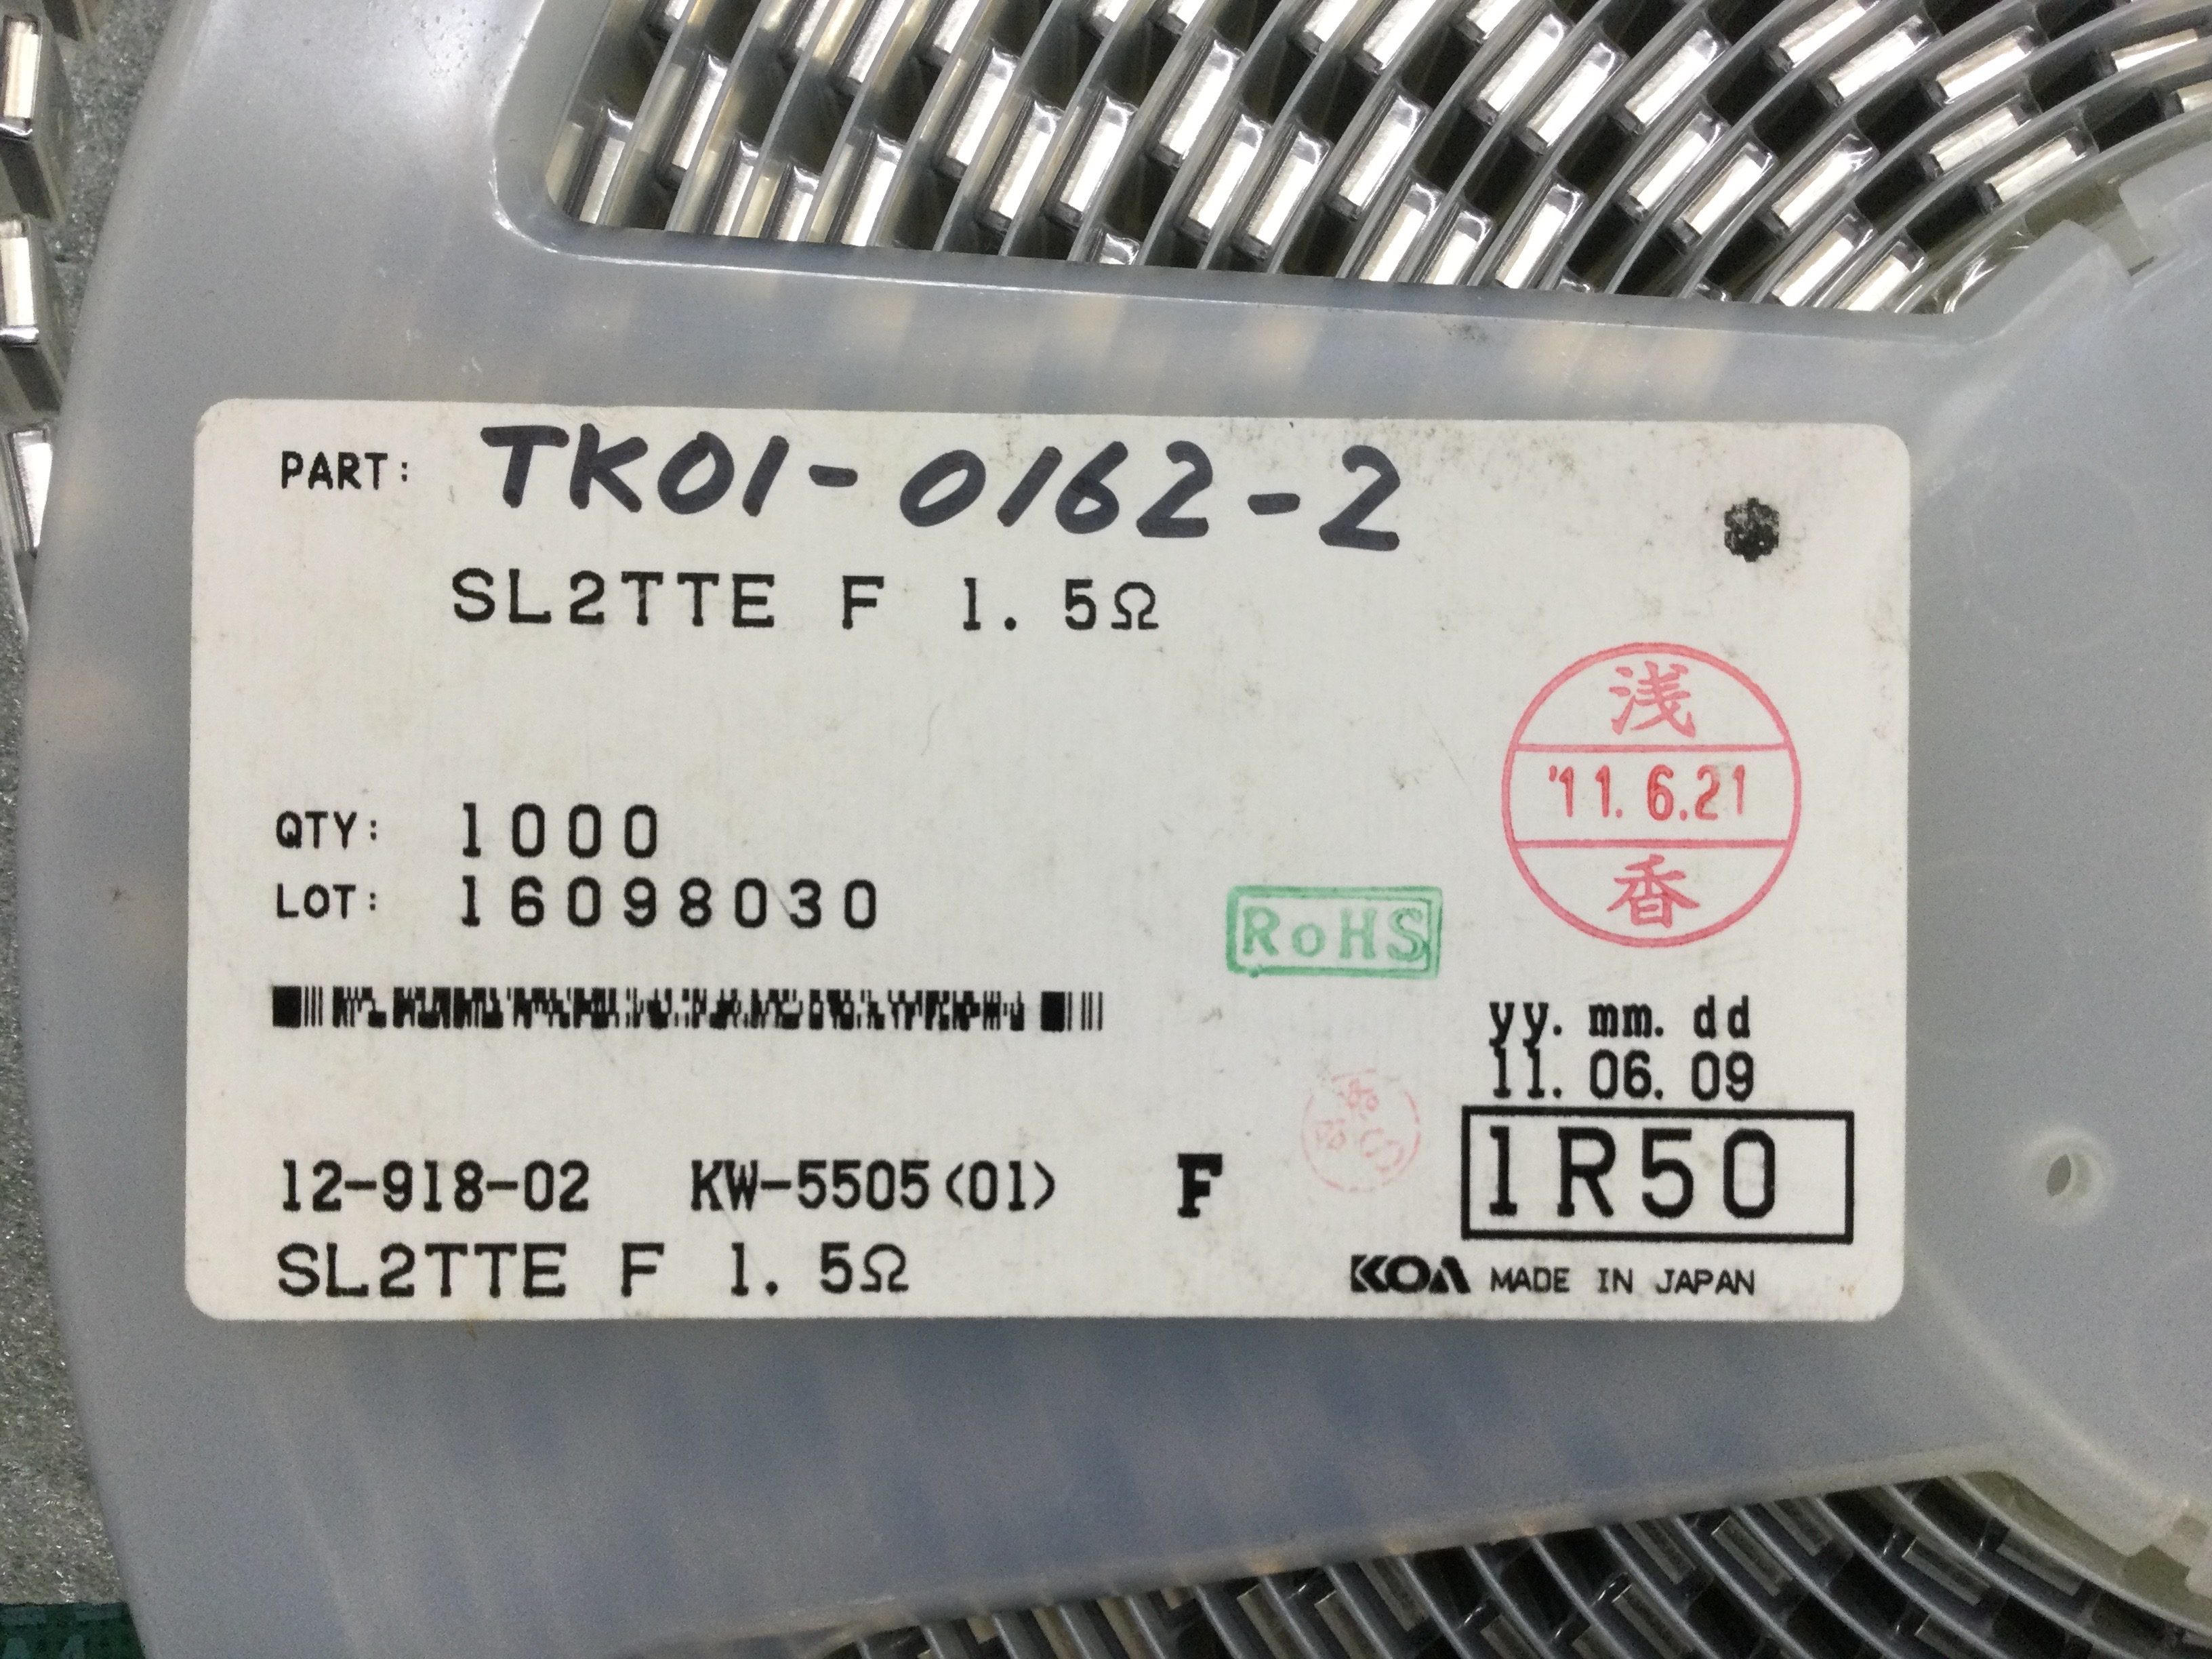 PART: TK01-0162-2
SL2TTE F 1.5Ω
浅
'11.6.21
香
QTY: 1000
LOT: 16098030
RoHS
yy. mm. dd
11. 06. 09
1R50
12-918-02 KW-5505(01) F
SL2TTE F 1.5Ω
KOA MADE IN JAPAN